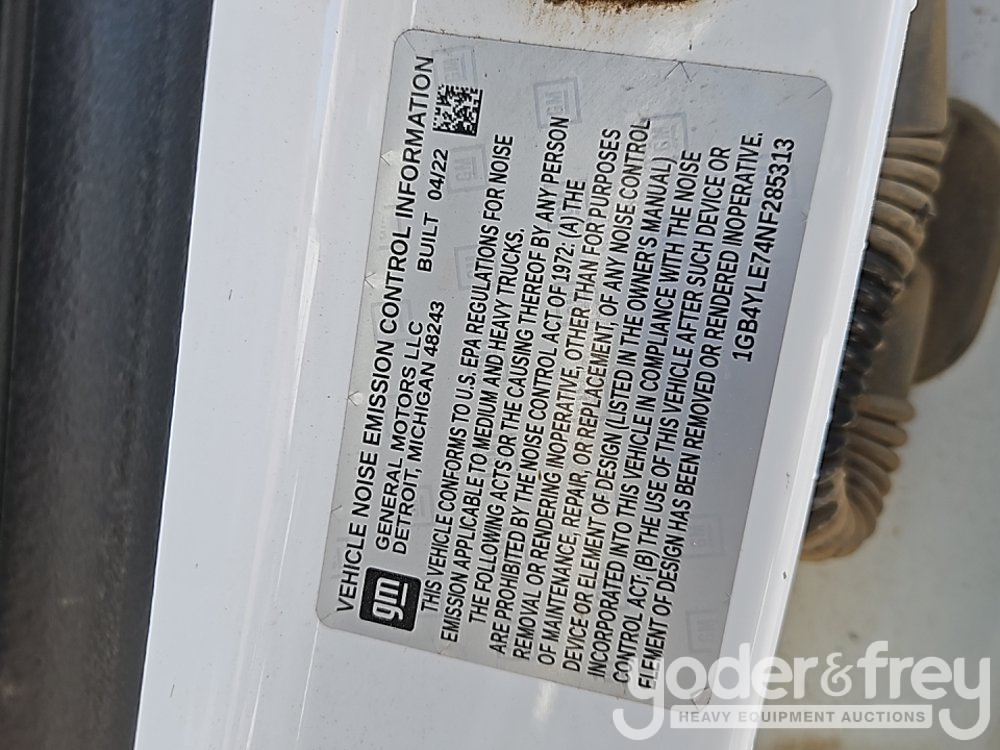 VEHICLE NOISE EMISSION CONTROL INFORMATION
gm
GENERAL MOTORS LLC
DETROIT, MICHIGAN 48243 BUILT 04/22
THIS VEHICLE CONFORMS TO U.S. EPA REGULATIONS FOR NOISE
EMISSION APPLICABLE TO MEDIUM AND HEAVY TRUCKS.
THE FOLLOWING ACTS OR THE CAUSING THEREOF BY ANY PERSON
ARE PROHIBITED BY THE NOISE CONTROL ACT OF 1972; (A) THE
REMOVAL OR RENDERING INOPERATIVE, OTHER THAN FOR PURPOSES
OF MAINTENANCE, REPAIR, OR REPLACEMENT, OF ANY NOISE CONTROL
DEVICE OR ELEMENT OF DESIGN (LISTED IN THE OWNER'S MANUAL)
INCORPORATED INTO THIS VEHICLE IN COMPLIANCE WITH THE NOISE
CONTROL ACT; (B) THE USE OF THIS VEHICLE AFTER SUCH DEVICE OR
ELEMENT OF DESIGN HAS BEEN REMOVED OR RENDERED INOPERATIVE.
1GB4YLE74NF285313
yoder&frey
HEAVY EQUIPMENT AUCTIONS